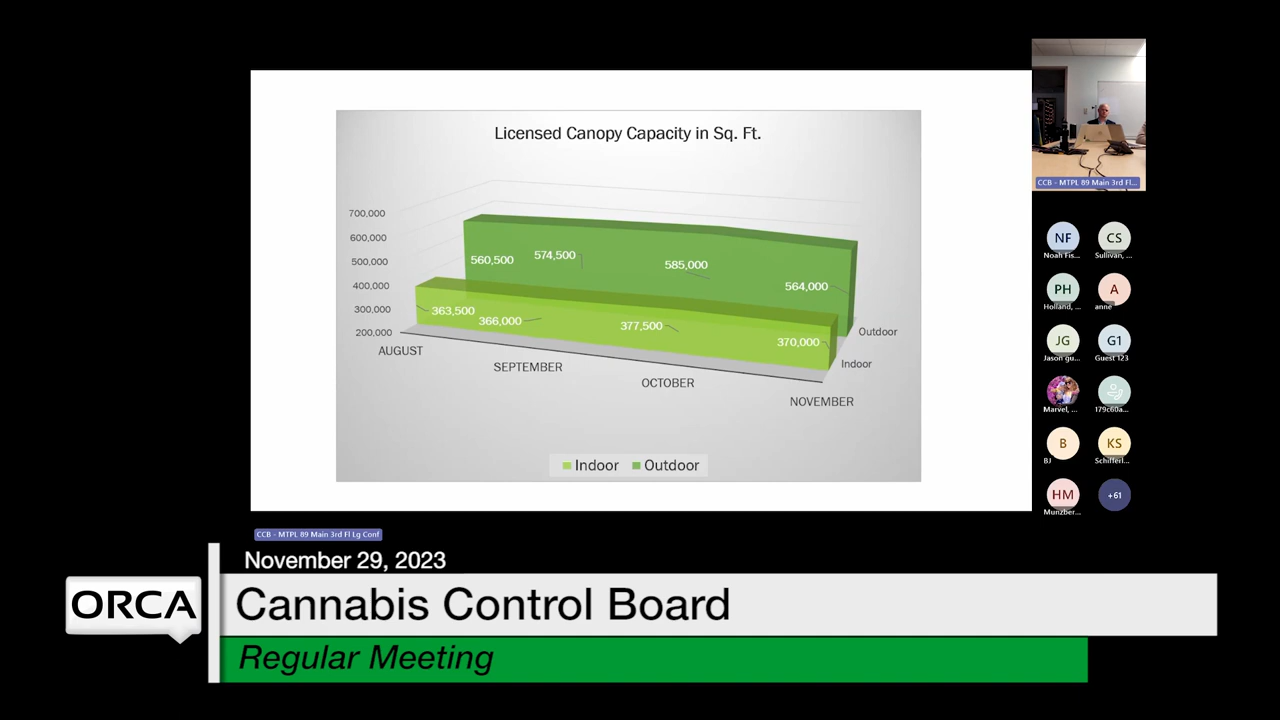 Licensed Canopy Capacity in Sq. Ft.
700,000
600,000
500,000
400,000
300,000
200,000
560,500
574,500
585,000
564,000
363,500
366,000
377,500
370,000
Outdoor
Indoor
AUGUST
SEPTEMBER
OCTOBER
NOVEMBER
Indoor Outdoor
CCB - MTPL 89 Main 3rd Fl...
NF CS
Noah Fis... Sullivan, ...
PH A
Holland, ... anne
JG G1
Jason gu... Guest 123
Marvel, ... 179c60a...
B KS
BJ Schifferl...
HM +61
Munzber...
CCB - MTPL 89 Main 3rd Fl Lg Conf
November 29, 2023
ORCA
Cannabis Control Board
Regular Meeting